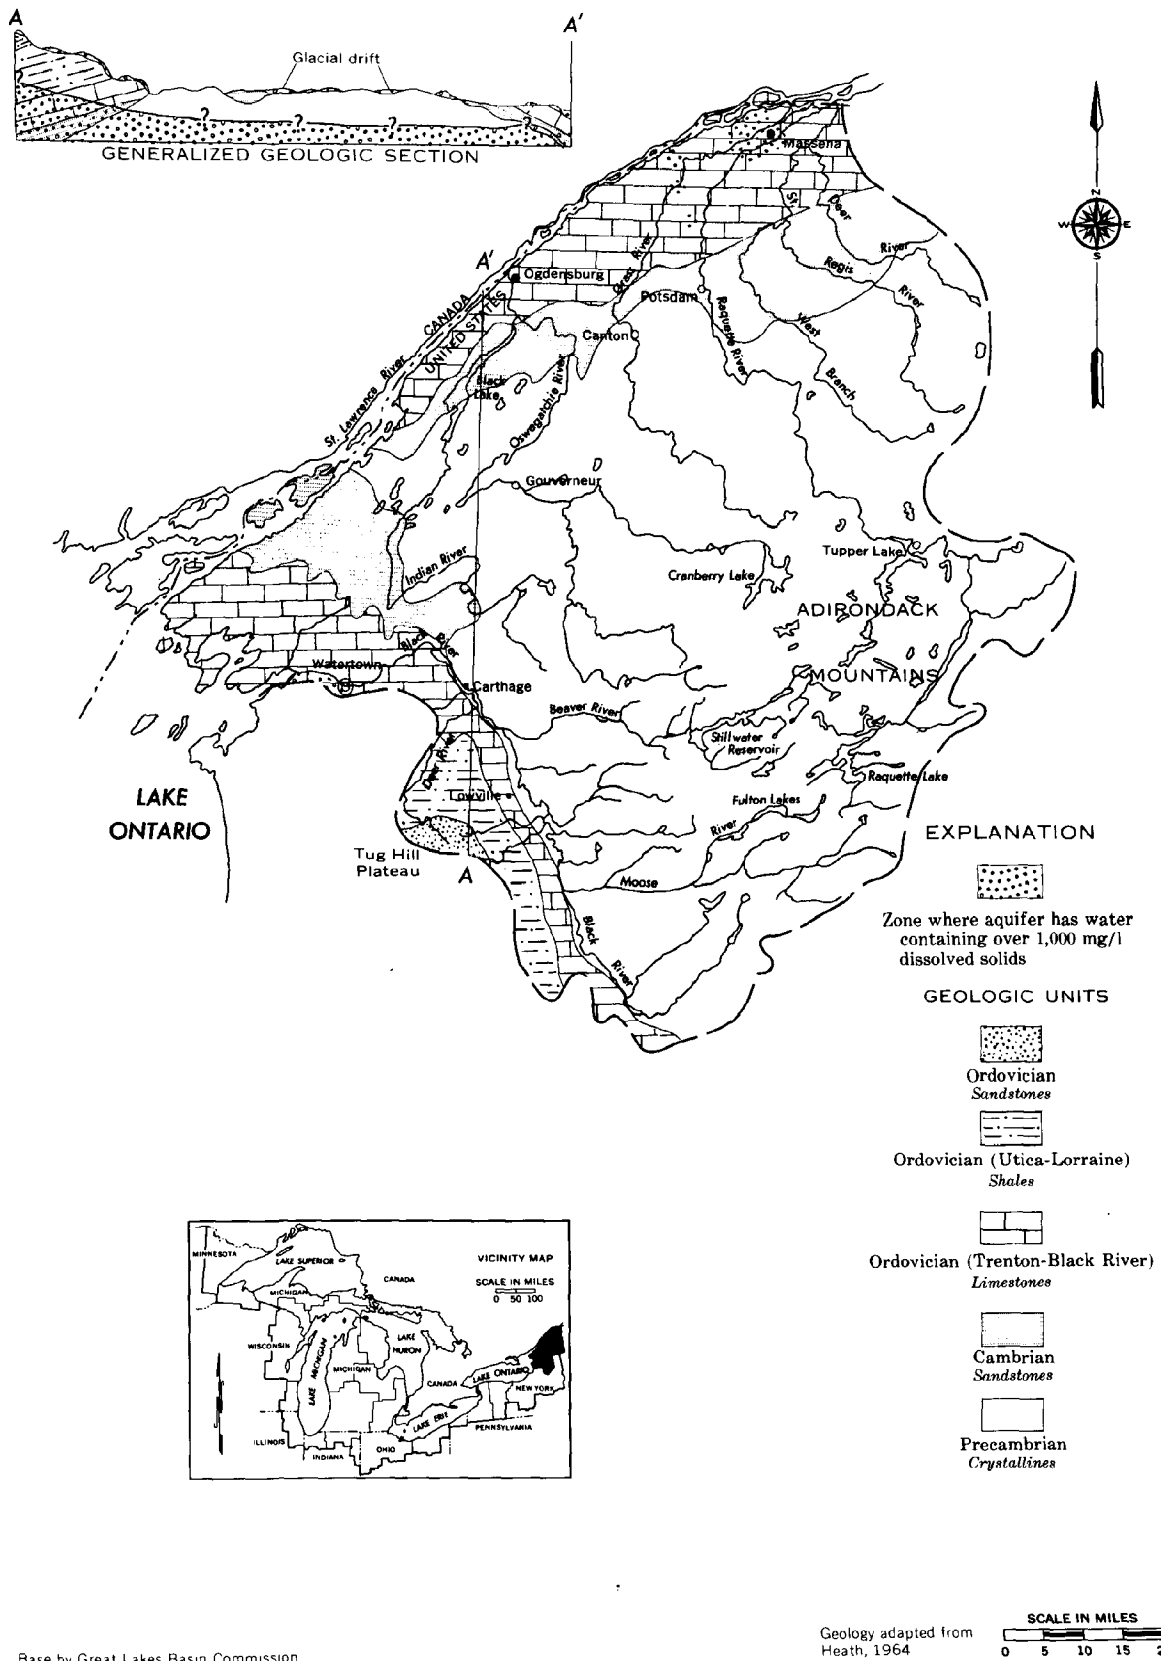 A
A'
Glacial drift
?
?
?
?
GENERALIZED GEOLOGIC SECTION
N
W
E
S
Massena
St.
Deer
River
Regis
River
A'
Ogdensburg
Grass River
CANADA
UNITED STATES
Potsdam
Raquette River
West
Branch
Canton
Black
Lake
Oswegatchie River
St. Lawrence River
Gouverneur
Tupper Lake
Cranberry Lake
Indian River
ADIRONDACK
MOUNTAINS
Black River
Watertown
Carthage
Beaver River
Stillwater
Reservoir
Deer River
Raquette Lake
Lowville
Fulton Lakes
River
LAKE
ONTARIO
Tug Hill
Plateau
A
Moose
Black
River
EXPLANATION
Zone where aquifer has water
containing over 1,000 mg/l
dissolved solids
GEOLOGIC UNITS
Ordovician
Sandstones
Ordovician (Utica-Lorraine)
Shales
Ordovician (Trenton-Black River)
Limestones
Cambrian
Sandstones
Precambrian
Crystallines
MINNESOTA
LAKE SUPERIOR
VICINITY MAP
CANADA
SCALE IN MILES
0 50 100
MICHIGAN
WISCONSIN
LAKE MICHIGAN
LAKE
HURON
MICHIGAN
CANADA
LAKE ONTARIO
NEW YORK
LAKE ERIE
PENNSYLVANIA
ILLINOIS
INDIANA
OHIO
SCALE IN MILES
0 5 10 15
Geology adapted from
Heath, 1964
Base by Great Lakes Basin Commission